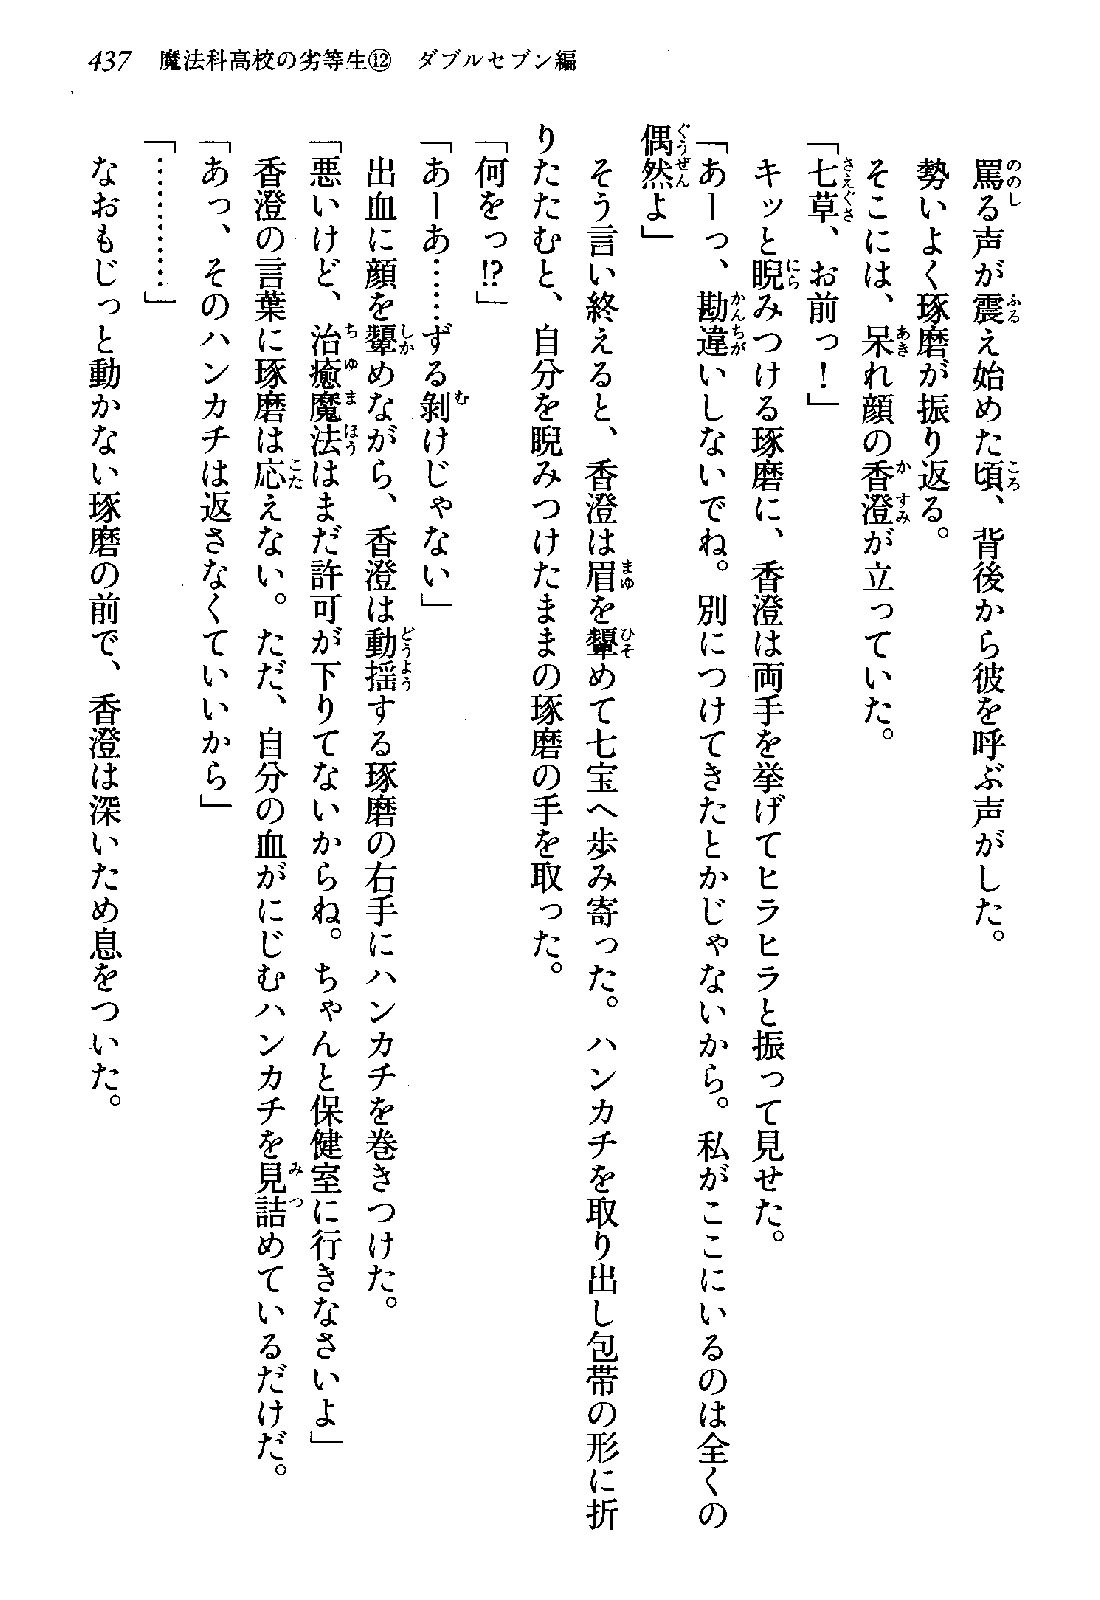 437 魔法科高校の劣等生⑫ ダブルセブン編
罵る声が震え始めた頃、背後から彼を呼ぶ声がした。
勢いよく琢磨が振り返る。
そこには、呆れ顔の香澄が立っていた。
「七草、お前っ！」
キッと睨みつける琢磨に、香澄は両手を挙げてヒラヒラと振って見せた。
「あーっ、勘違いしないでね。別につけてきたとかじゃないから。私がここにいるのは全くの
偶然よ」
そう言い終えると、香澄は眉を顰めて七宝へ歩み寄った。ハンカチを取り出し包帯の形に折
りたたむと、自分を睨みつけたままの琢磨の手を取った。
「何をっ!?」
「あーあ……ずる剝けじゃない」
出血に顔を顰めながら、香澄は動揺する琢磨の右手にハンカチを巻きつけた。
「悪いけど、治癒魔法はまだ許可が下りてないからね。ちゃんと保健室に行きなさいよ」
香澄の言葉に琢磨は応えない。ただ、自分の血がにじむハンカチを見詰めているだけだ。
「あっ、そのハンカチは返さなくていいから」
「…………」
なおもじっと動かない琢磨の前で、香澄は深いため息をついた。